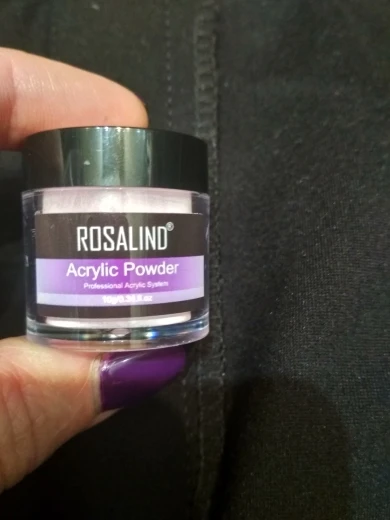 ROSALIND®
Acrylic Powder
Professional Acrylic System
10g/0.35fl.oz